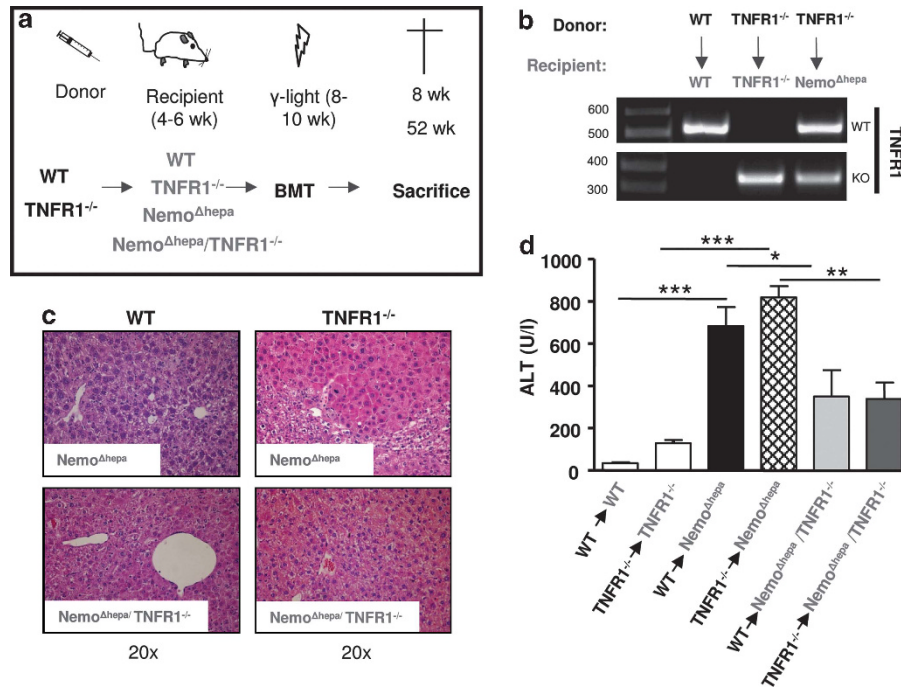 a
Donor
Recipient (4-6 wk)
γ-light (8-10 wk)
8 wk
52 wk
WT
TNFR1-/-
WT
TNFR1-/-
NemoΔhepa
NemoΔhepa/TNFR1-/-
BMT
Sacrifice
b
Donor: WT TNFR1-/- TNFR1-/-
Recipient: WT TNFR1-/- NemoΔhepa
600
500
WT
400
300
KO
TNFR1
c
WT TNFR1-/-
NemoΔhepa NemoΔhepa
NemoΔhepa/ TNFR1-/- NemoΔhepa/ TNFR1-/-
20x 20x
d
ALT (U/l)
1000
800
600
400
200
0
***
*
***
**
WT WT
TNFR1-/- TNFR1-/-
WT NemoΔhepa
TNFR1-/- NemoΔhepa
WT NemoΔhepa/TNFR1-/-
TNFR1-/- NemoΔhepa/TNFR1-/-